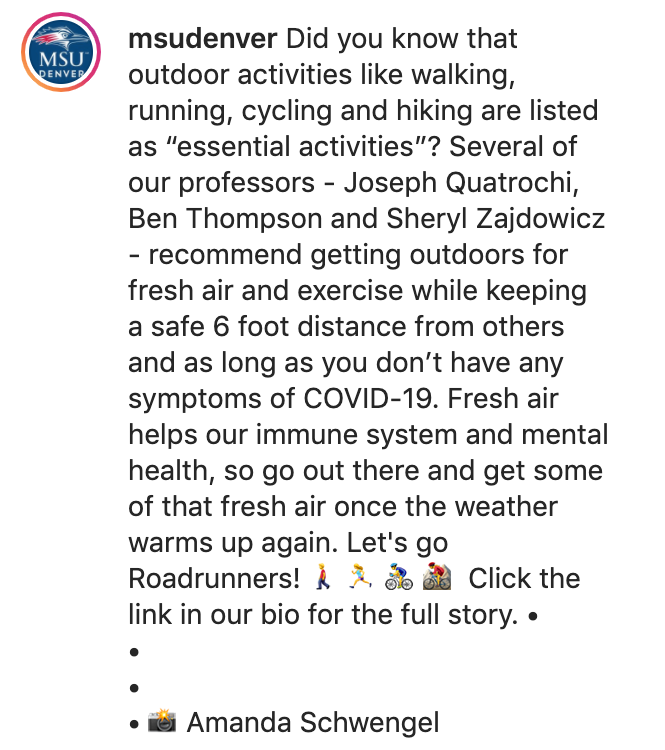 MSU
DENVER
msudenver Did you know that
outdoor activities like walking,
running, cycling and hiking are listed
as “essential activities”? Several of
our professors - Joseph Quatrochi,
Ben Thompson and Sheryl Zajdowicz
- recommend getting outdoors for
fresh air and exercise while keeping
a safe 6 foot distance from others
and as long as you don’t have any
symptoms of COVID-19. Fresh air
helps our immune system and mental
health, so go out there and get some
of that fresh air once the weather
warms up again. Let's go
Roadrunners! 🚶🏃‍♀️🚴🚵 Click the
link in our bio for the full story. •
•
•
• 📸 Amanda Schwengel